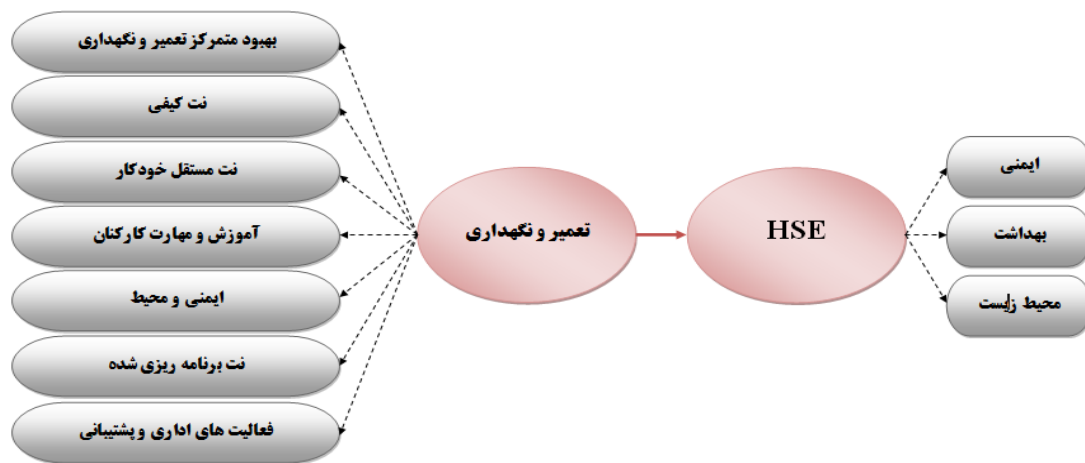 بهبود متمرکز تعمیر و نگهداری
نت کیفی
نت مستقل خودکار
آموزش و مهارت کارکنان
ایمنی و محیط
نت برنامه ریزی شده
فعالیت های اداری و پشتیبانی
تعمیر و نگهداری
HSE
ایمنی
بهداشت
محیط زیست